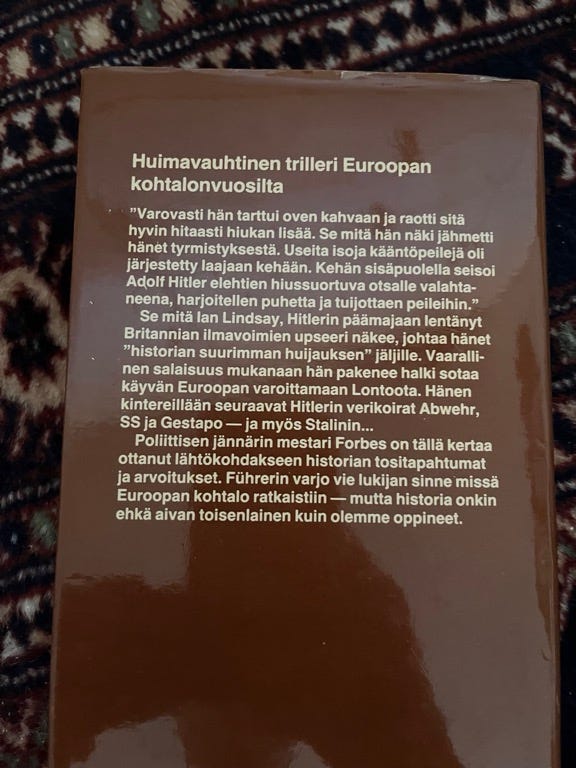 Huimavauhtinen trilleri Euroopan
kohtalonvuosilta
”Varovasti hän tarttui oven kahvaan ja raotti sitä
hyvin hitaasti hiukan lisää. Se mitä hän näki jähmetti
hänet tyrmistyksestä. Useita isoja kääntöpeilejä oli
järjestetty laajaan kehään. Kehän sisäpuolella seisoi
Adolf Hitler elehtien hiussuortuva otsalle valahta-
neena, harjoitellen puhetta ja tuijottaen peileihin.”
Se mitä Ian Lindsay, Hitlerin päämajaan lentänyt
Britannian ilmavoimien upseeri näkee, johtaa hänet
”historian suurimman huijauksen” jäljille. Vaaralli-
nen salaisuus mukanaan hän pakenee halki sotaa
käyvän Euroopan varoittamaan Lontoota. Hänen
kintereillään seuraavat Hitlerin verikoirat Abwehr,
SS ja Gestapo — ja myös Stalinin...
Poliittisen jännärin mestari Forbes on tällä kertaa
ottanut lähtökohdakseen historian tositapahtumat
ja arvoitukset. Führerin varjo vie lukijan sinne missä
Euroopan kohtalo ratkaistiin — mutta historia onkin
ehkä aivan toisenlainen kuin olemme oppineet.